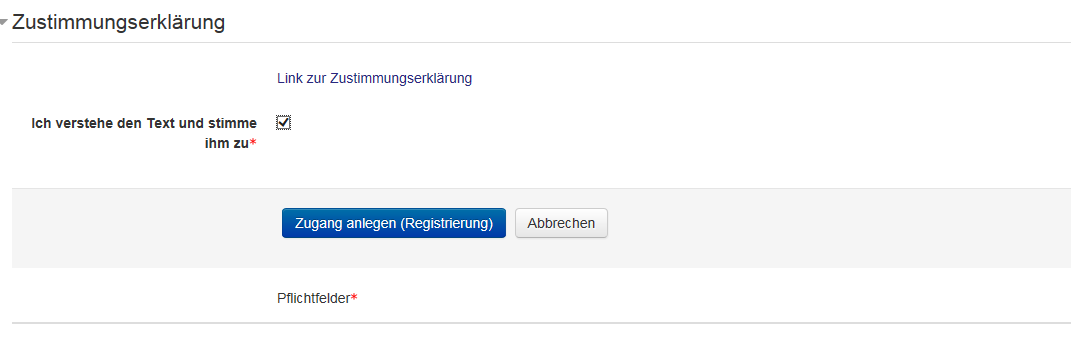 Zustimmungserklärung
Link zur Zustimmungserklärung
Ich verstehe den Text und stimme
ihm zu*
Zugang anlegen (Registrierung)
Abbrechen
Pflichtfelder*